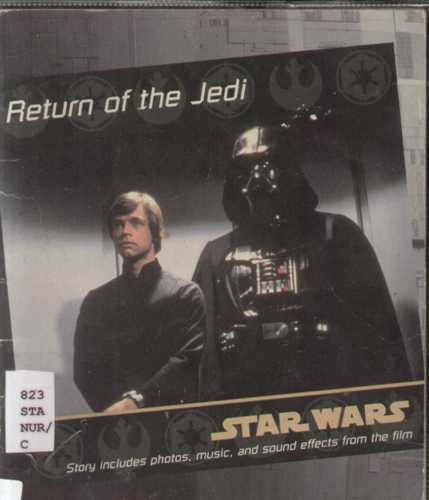 Return of the Jedi
823
STA
NUR/
C
STAR WARS
Story includes photos, music, and sound effects from the film